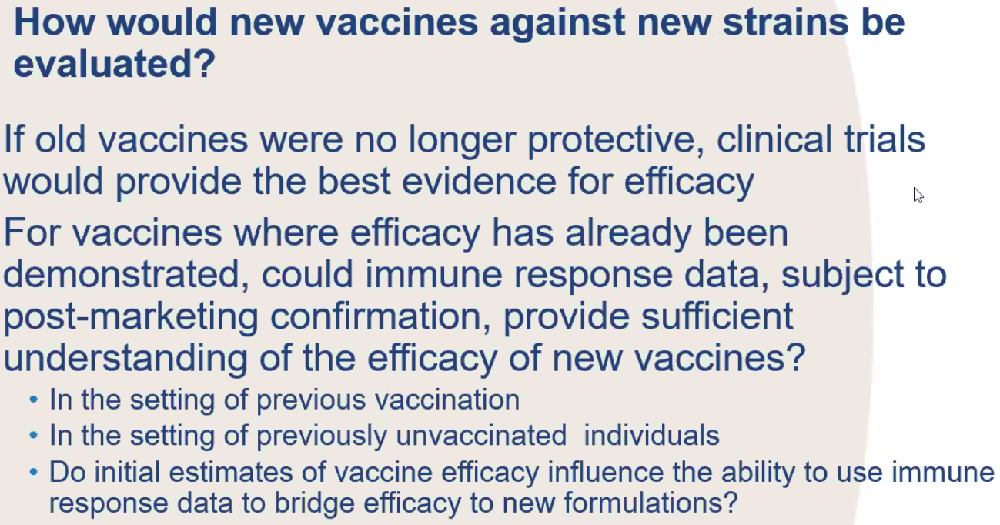 How would new vaccines against new strains be
evaluated?
If old vaccines were no longer protective, clinical trials
would provide the best evidence for efficacy
For vaccines where efficacy has already been
demonstrated, could immune response data, subject to
post-marketing confirmation, provide sufficient
understanding of the efficacy of new vaccines?
• In the setting of previous vaccination
• In the setting of previously unvaccinated  individuals
• Do initial estimates of vaccine efficacy influence the ability to use immune
response data to bridge efficacy to new formulations?